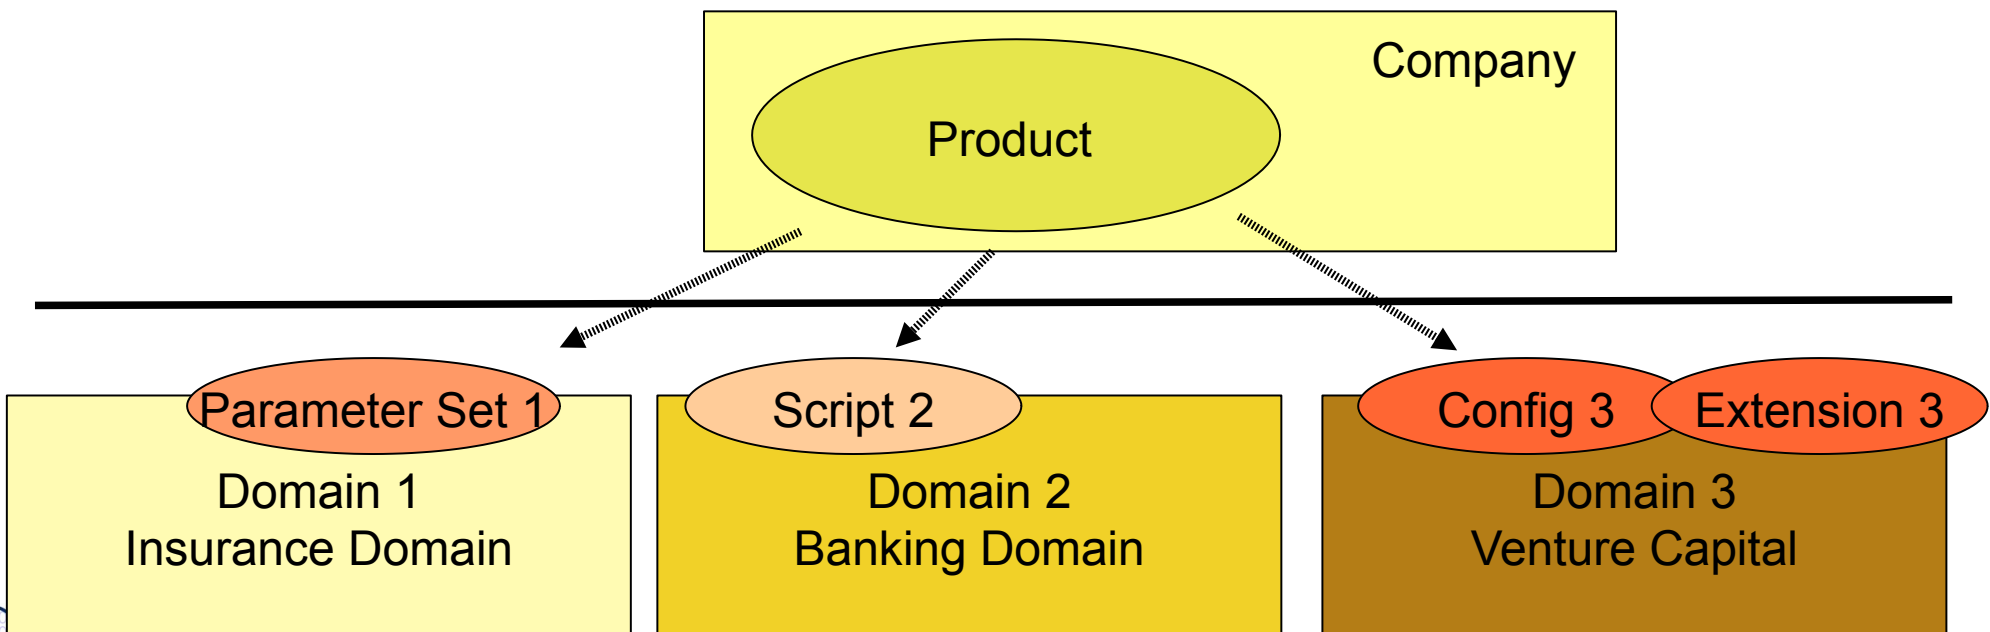 Company
Product
Parameter Set 1
Script 2
Config 3
Extension 3
Domain 1
Insurance Domain
Domain 2
Banking Domain
Domain 3
Venture Capital